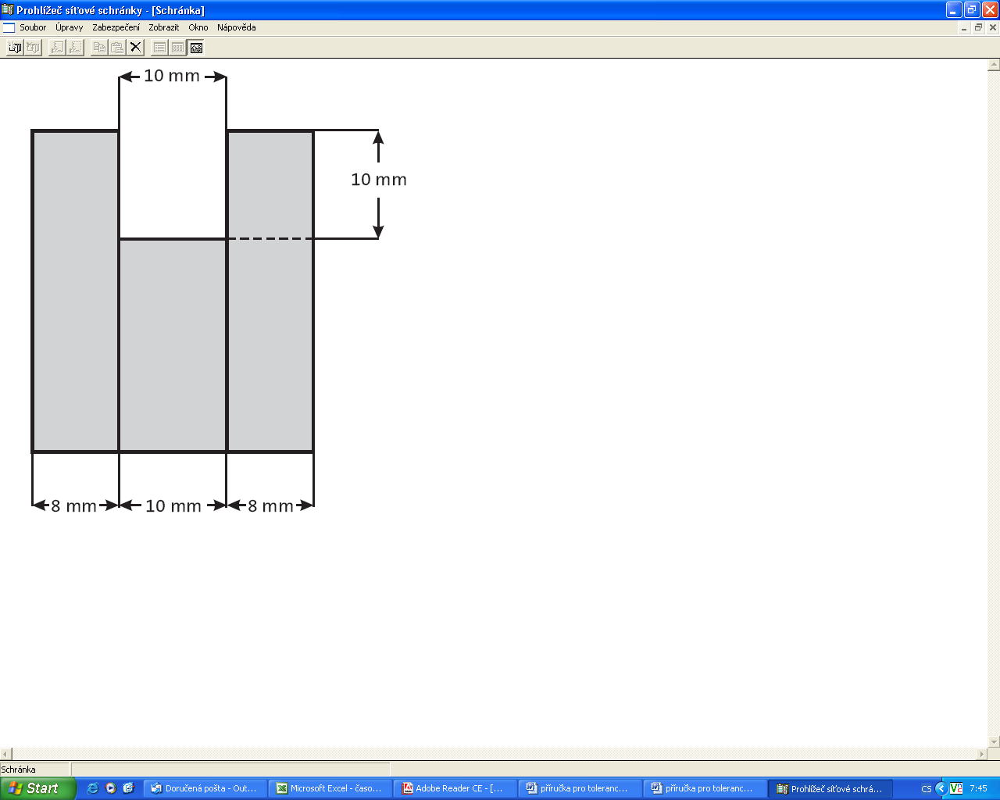 Prohlížeč síťové schránky - [Schránka]
Soubor Úpravy Zabezpečení Zobrazit Okno Nápověda
10 mm
10 mm
8 mm 10 mm 8 mm
Schránka
Start Doručená pošta - Out... Microsoft Excel - časo... Adobe Reader CE - [... příručka pro toleranc... příručka pro toleranc... Prohlížeč síťové schrá... CS 7:45